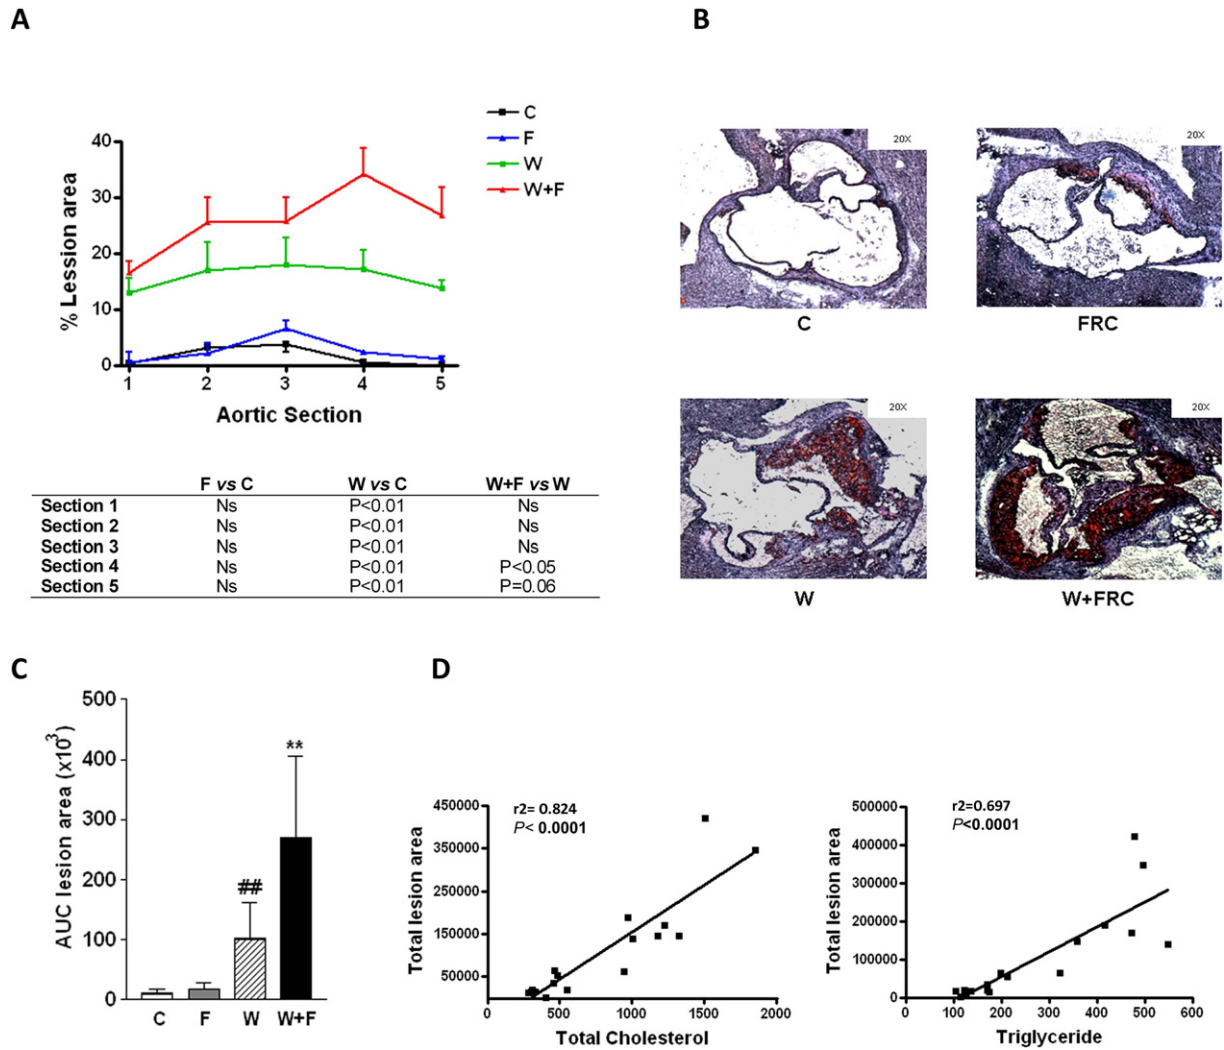 A
B
C
F
W
W+F
40
30
20
10
0
% Lession area
1 2 3 4 5
Aortic Section
F vs C W vs C W+F vs W
Section 1 Ns P<0.01 Ns
Section 2 Ns P<0.01 Ns
Section 3 Ns P<0.01 Ns
Section 4 Ns P<0.01 P<0.05
Section 5 Ns P<0.01 P=0.06
20X
20X
C
FRC
20X
20X
W
W+FRC
C
500
400
300
200
100
0
AUC lesion area (x10³)
##
**
C F W W+F
D
r2= 0.824
P< 0.0001
450000
350000
250000
150000
50000
Total lesion area
0 500 1000 1500 2000
Total Cholesterol
r2=0.697
P<0.0001
500000
400000
300000
200000
100000
0
Total lesion area
0 100 200 300 400 500 600
Triglyceride